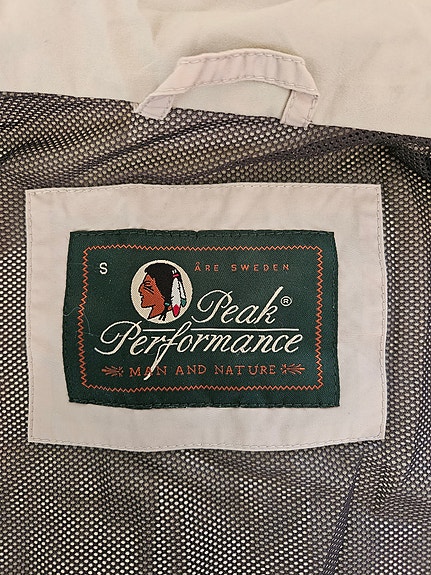 S ÅRE SWEDEN
Peak®
Performance
MAN AND NATURE